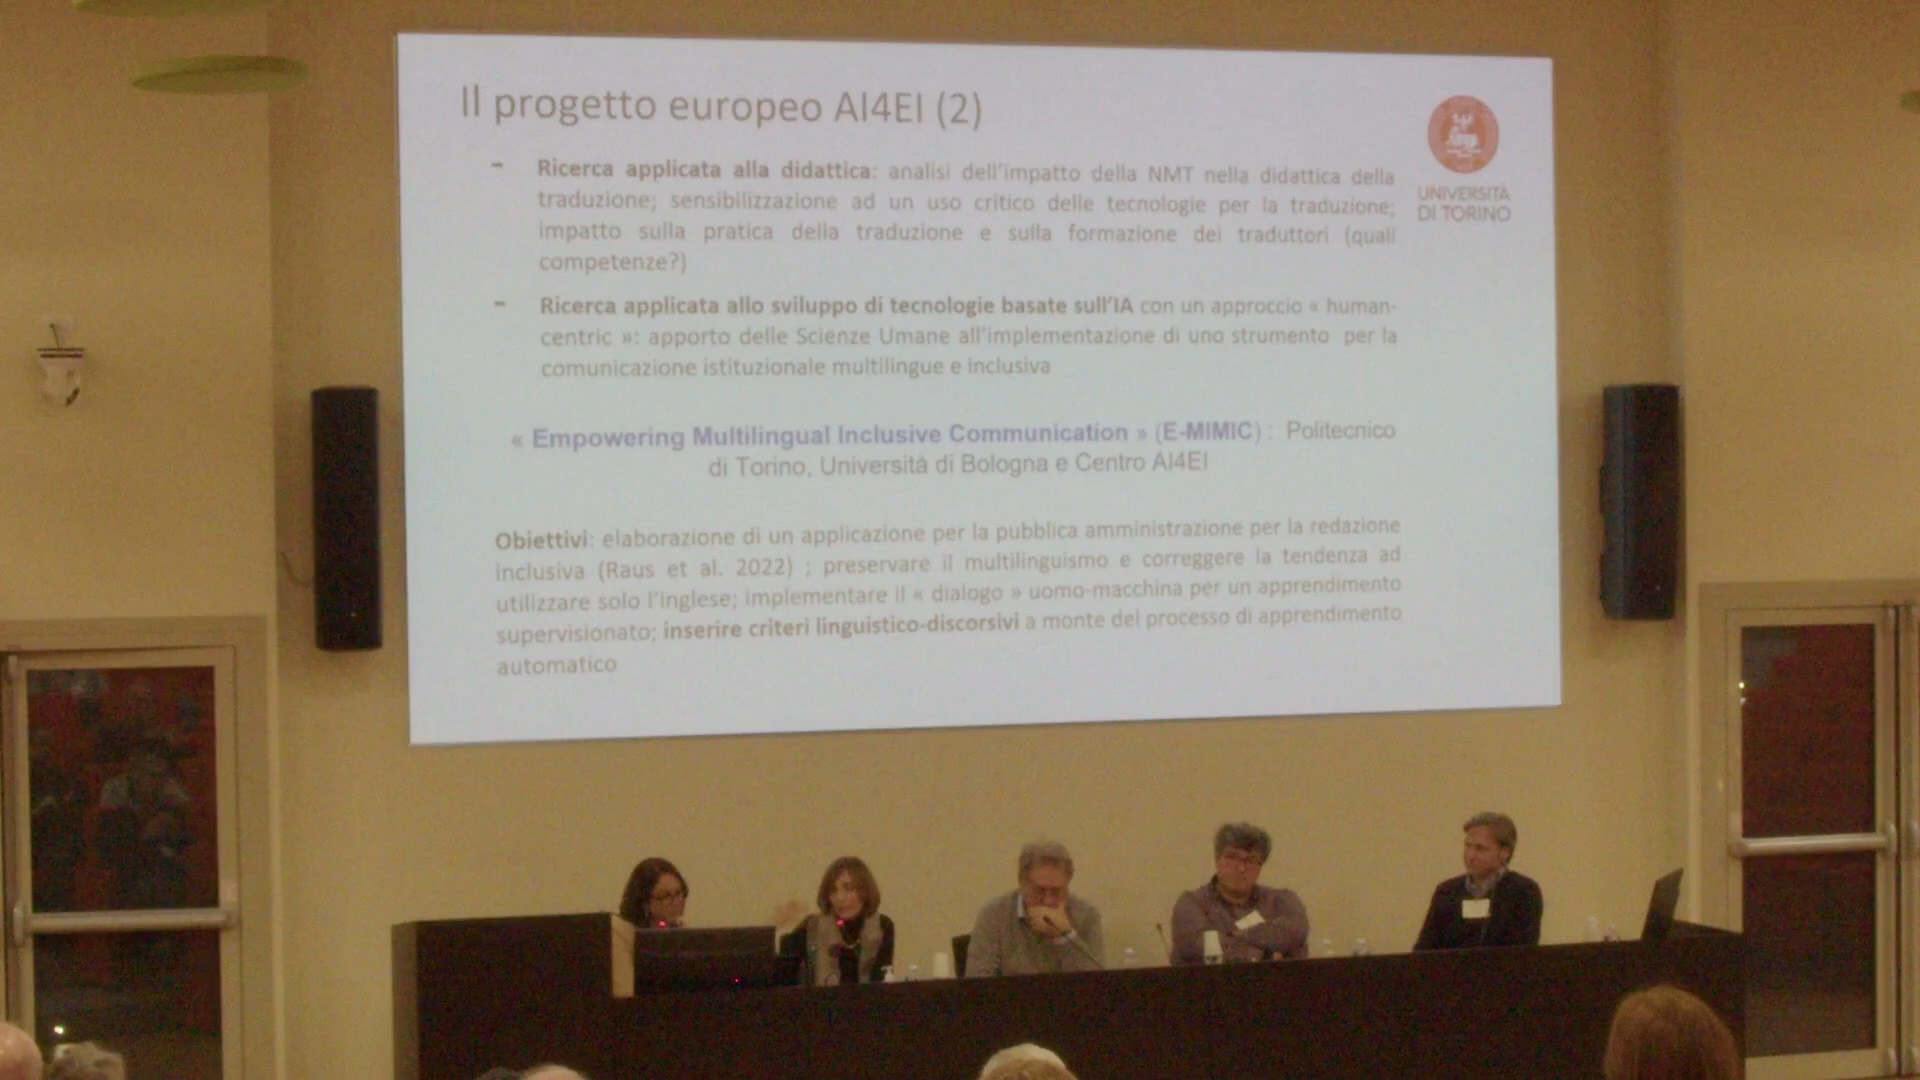 Il progetto europeo AI4EI (2)
- Ricerca applicata alla didattica: analisi dell'impatto della NMT nella didattica della
traduzione; sensibilizzazione ad un uso critico delle tecnologie per la traduzione;
impatto sulla pratica della traduzione e sulla formazione dei traduttori (quali
competenze?)
- Ricerca applicata allo sviluppo di tecnologie basate sull'IA con un approccio « human-
centric »: apporto delle Scienze Umane all'implementazione di uno strumento per la
comunicazione istituzionale multilingue e inclusiva
« Empowering Multilingual Inclusive Communication » (E-MIMIC) : Politecnico
di Torino, Università di Bologna e Centro AI4EI
Obiettivi: elaborazione di un applicazione per la pubblica amministrazione per la redazione
inclusiva (Raus et al. 2022) ; preservare il multilinguismo e correggere la tendenza ad
utilizzare solo l'inglese; implementare il « dialogo » uomo-macchina per un apprendimento
supervisionato; inserire criteri linguistico-discorsivi a monte del processo di apprendimento
automatico
UNIVERSITÀ
DI TORINO